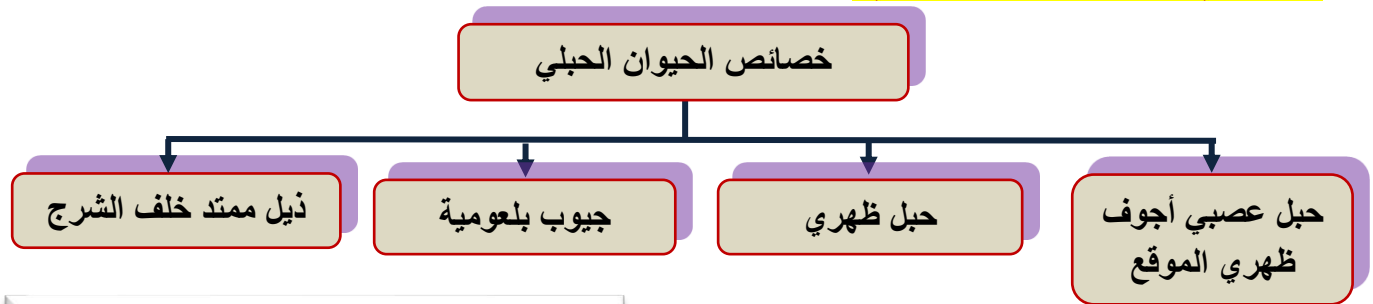 خصائص الحيوان الحبلي
حبل عصبي أجوف
ظهري الموقع
حبل ظهري
جيوب بلعومية
ذيل ممتد خلف الشرج